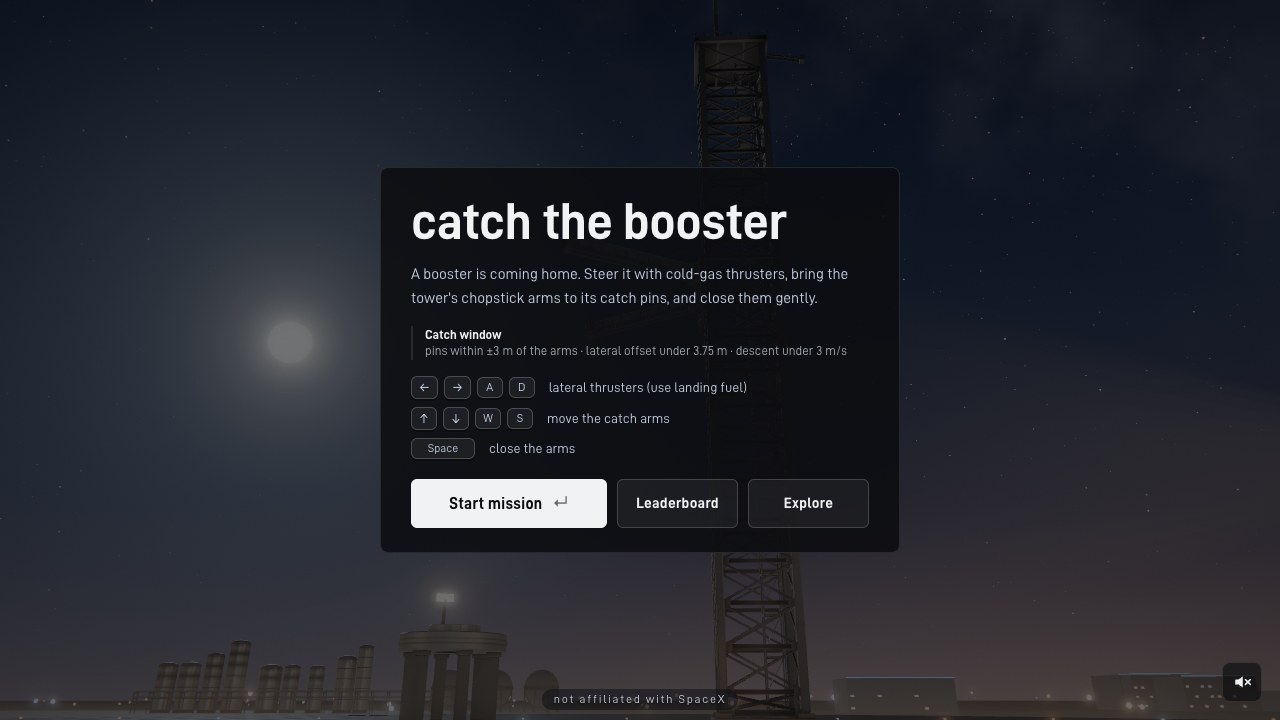 catch the booster
A booster is coming home. Steer it with cold-gas thrusters, bring the
tower's chopstick arms to its catch pins, and close them gently.
Catch window
pins within ±3 m of the arms · lateral offset under 3.75 m · descent under 3 m/s
← → A D lateral thrusters (use landing fuel)
↑ ↓ W S move the catch arms
Space close the arms
Start mission ↵ Leaderboard Explore
not affiliated with SpaceX